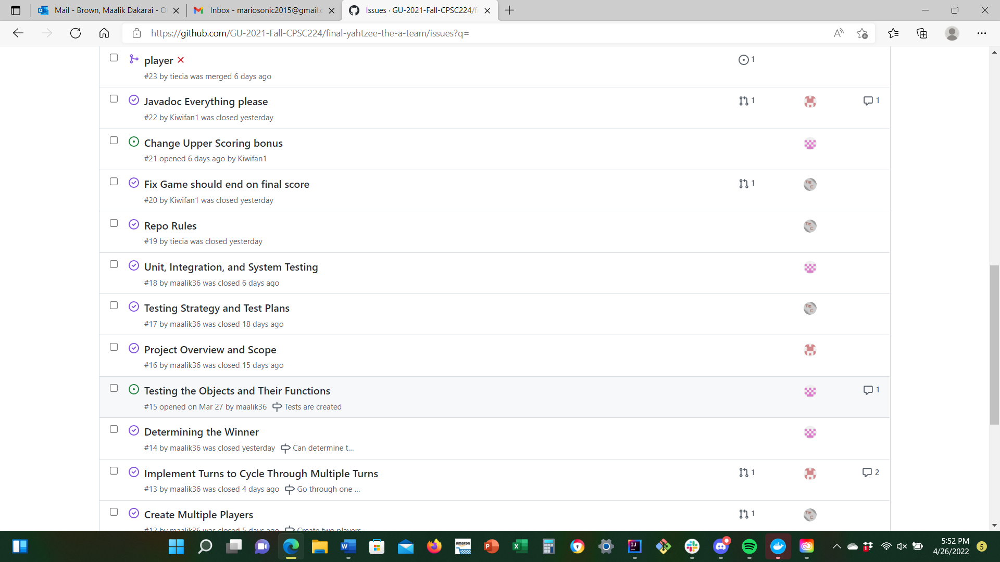 Mail - Brown, Maalik Dakarai - O
Inbox - mariosonic2015@gmail.c
Issues · GU-2021-Fall-CPSC224/fi
https://github.com/GU-2021-Fall-CPSC224/final-yahtzee-the-a-team/issues?q=
player
1
#23 by tiecia was merged 6 days ago
Javadoc Everything please
1
1
#22 by Kiwifan1 was closed yesterday
Change Upper Scoring bonus
#21 opened 6 days ago by Kiwifan1
Fix Game should end on final score
1
#20 by Kiwifan1 was closed yesterday
Repo Rules
#19 by tiecia was closed yesterday
Unit, Integration, and System Testing
#18 by maalik36 was closed 6 days ago
Testing Strategy and Test Plans
#17 by maalik36 was closed 18 days ago
Project Overview and Scope
#16 by maalik36 was closed 15 days ago
Testing the Objects and Their Functions
1
#15 opened on Mar 27 by maalik36 Tests are created
Determining the Winner
#14 by maalik36 was closed yesterday Can determine t...
Implement Turns to Cycle Through Multiple Turns
1
2
#13 by maalik36 was closed 4 days ago Go through one ...
Create Multiple Players
1
#12 by maalik36 was closed 5 days ago Create two players
amazon
5:52 PM
4/26/2022
5